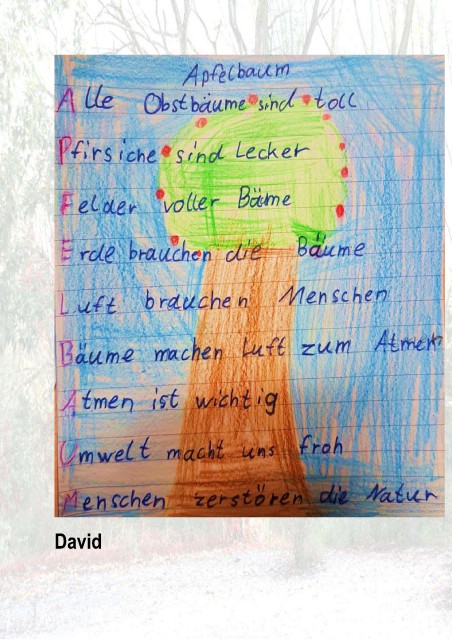 Apfelbaum
Alle Obstbäume sind toll
Pfirsiche sind Lecker
Felder voller Bäme
Erde brauchen die Bäume
Luft brauchen Menschen
Bäume machen Luft zum Atmen
Atmen ist wichtig
Umwelt macht uns froh
Menschen zerstören die Natur
David